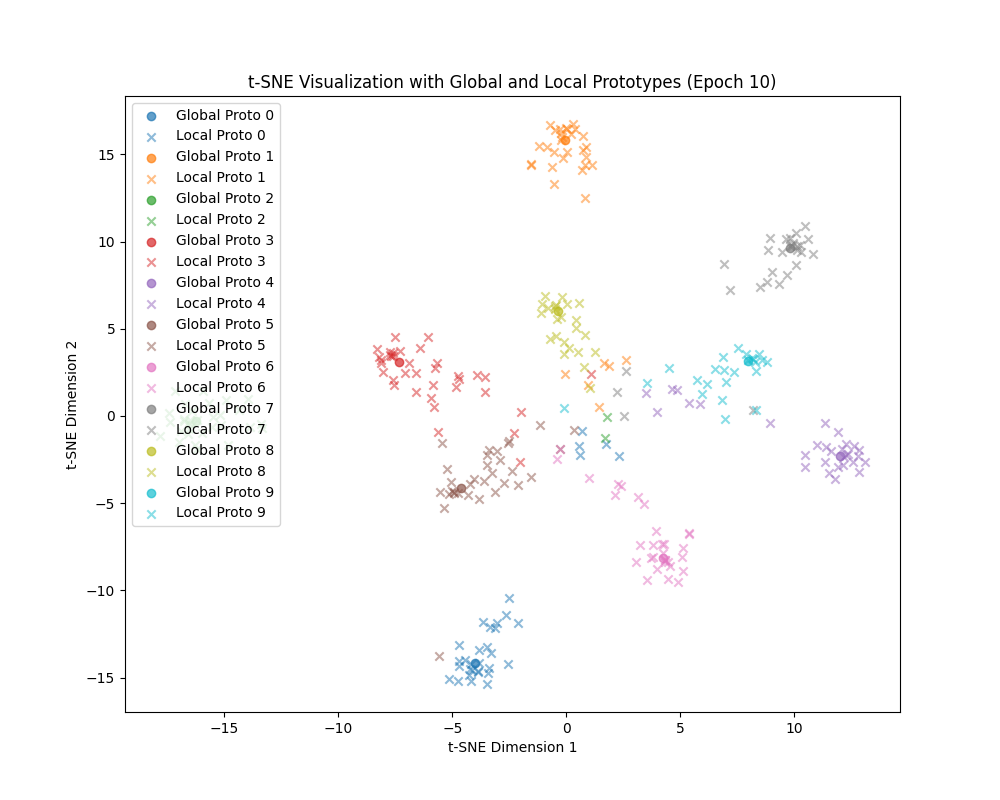 t-SNE Visualization with Global and Local Prototypes (Epoch 10)
Global Proto 0
Local Proto 0
Global Proto 1
Local Proto 1
Global Proto 2
Local Proto 2
Global Proto 3
Local Proto 3
Global Proto 4
Local Proto 4
Global Proto 5
Local Proto 5
Global Proto 6
Local Proto 6
Global Proto 7
Local Proto 7
Global Proto 8
Local Proto 8
Global Proto 9
Local Proto 9
t-SNE Dimension 2
15
10
5
0
−5
−10
−15
−15 −10 −5 0 5 10
t-SNE Dimension 1